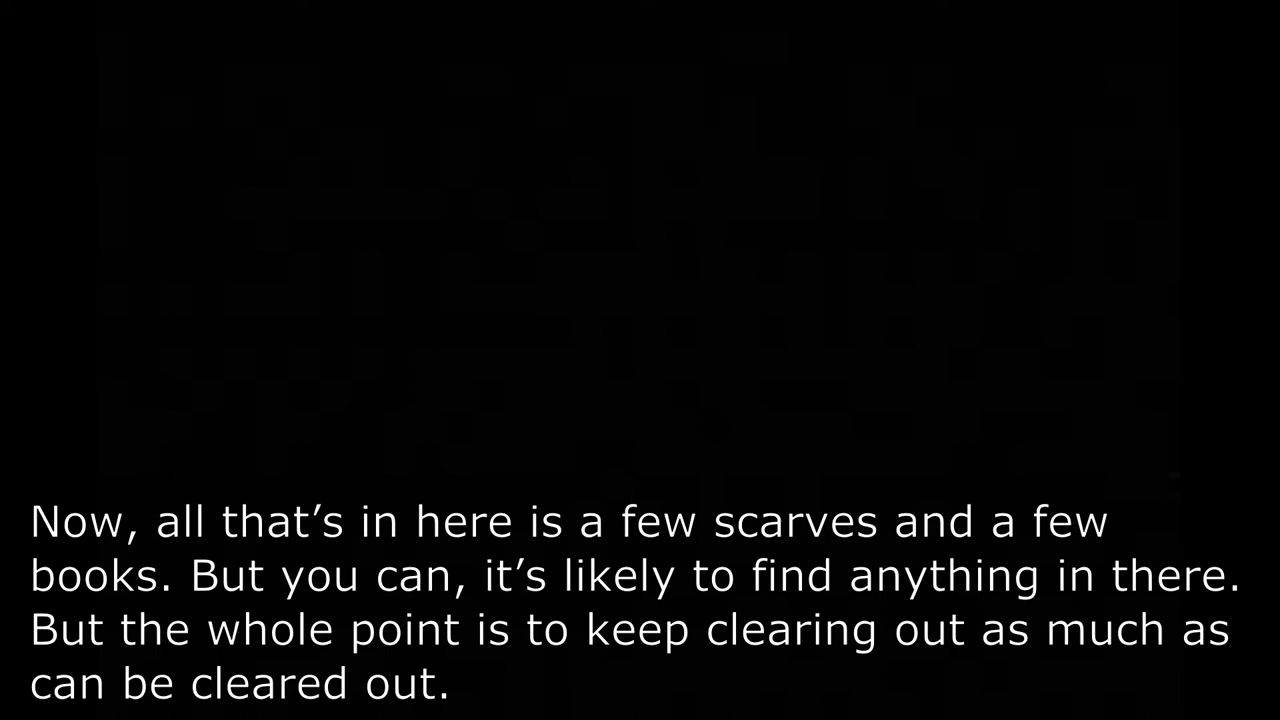 Now, all that’s in here is a few scarves and a few
books. But you can, it’s likely to find anything in there.
But the whole point is to keep clearing out as much as
can be cleared out.